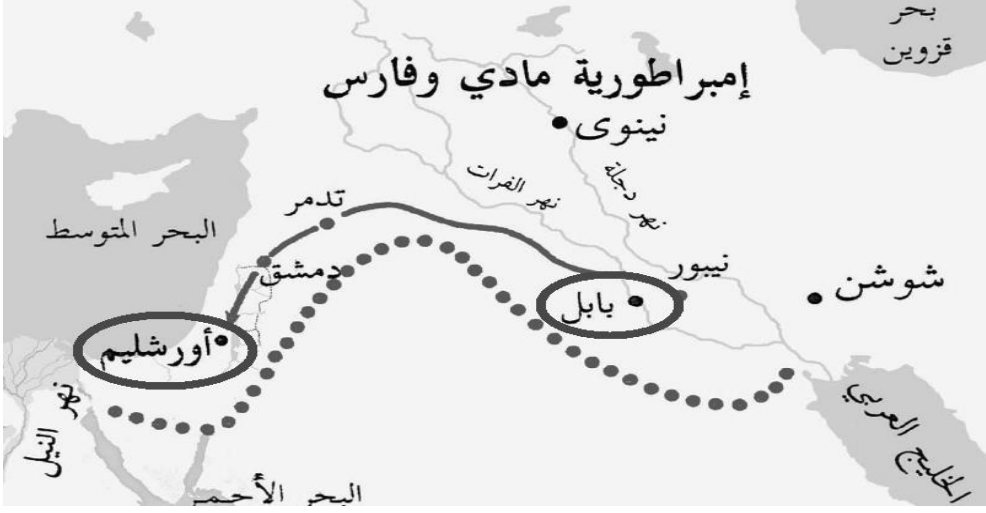 بحر
قزوين
إمبراطورية مادي وفارس
نينوى
نهر دجلة
نهر الفرات
تدمر
البحر المتوسط
دمشق
نيبور
شوشن
بابل
أورشليم
نهر النيل
الخليج العربي
البحر الأحمر